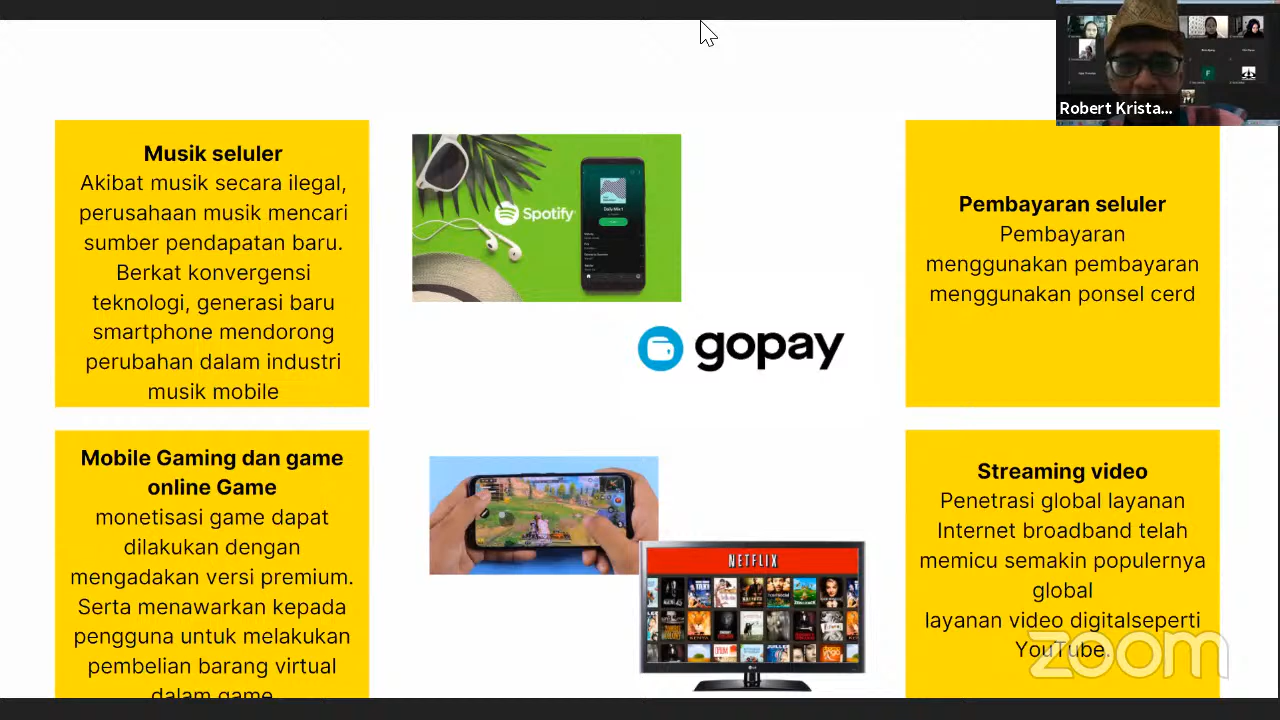 Robert Krista...
Musik seluler
Akibat musik secara ilegal,
perusahaan musik mencari
sumber pendapatan baru.
Berkat konvergensi
teknologi, generasi baru
smartphone mendorong
perubahan dalam industri
musik mobile
Spotify
gopay
Pembayaran seluler
Pembayaran
menggunakan pembayaran
menggunakan ponsel cerd
Mobile Gaming dan game
online Game
monetisasi game dapat
dilakukan dengan
mengadakan versi premium.
Serta menawarkan kepada
pengguna untuk melakukan
pembelian barang virtual
dalam game
NETFLIX
Streaming video
Penetrasi global layanan
Internet broadband telah
memicu semakin populernya
global
layanan video digitalseperti
YouTube.
zoom